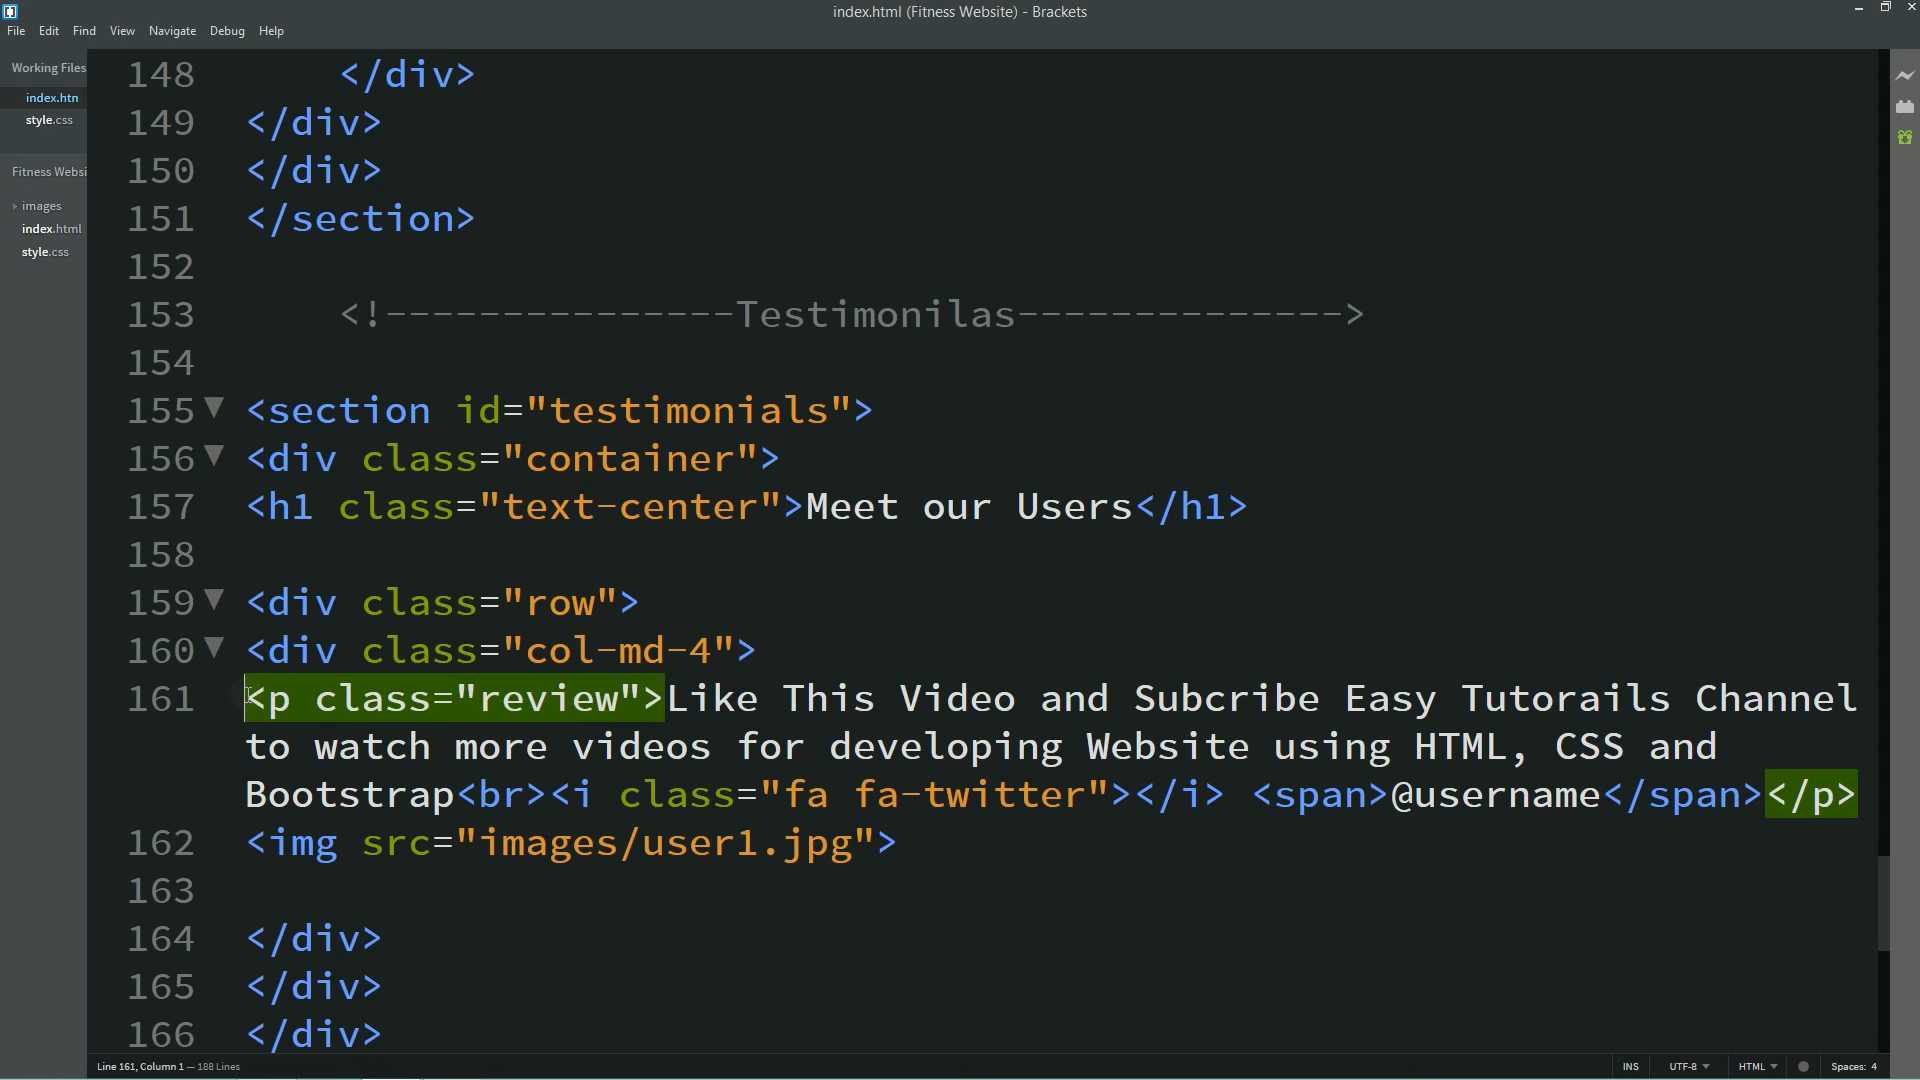 index.html (Fitness Website) - Brackets
File Edit Find View Navigate Debug Help
Working Files
index.htm
style.css
Fitness Websi
images
index.html
style.css
148 </div>
149 </div>
150 </div>
151 </section>
152
153 <!---------------Testimonilas-------------->
154
155 <section id="testimonials">
156 <div class="container">
157 <h1 class="text-center">Meet our Users</h1>
158
159 <div class="row">
160 <div class="col-md-4">
161 <p class="review">Like This Video and Subcribe Easy Tutorails Channel
to watch more videos for developing Website using HTML, CSS and
Bootstrap<br><i class="fa fa-twitter"></i> <span>@username</span></p>
162 <img src="images/user1.jpg">
163
164 </div>
165 </div>
166 </div>
Line 161, Column 1 — 188 Lines
INS UTF-8 HTML Spaces: 4